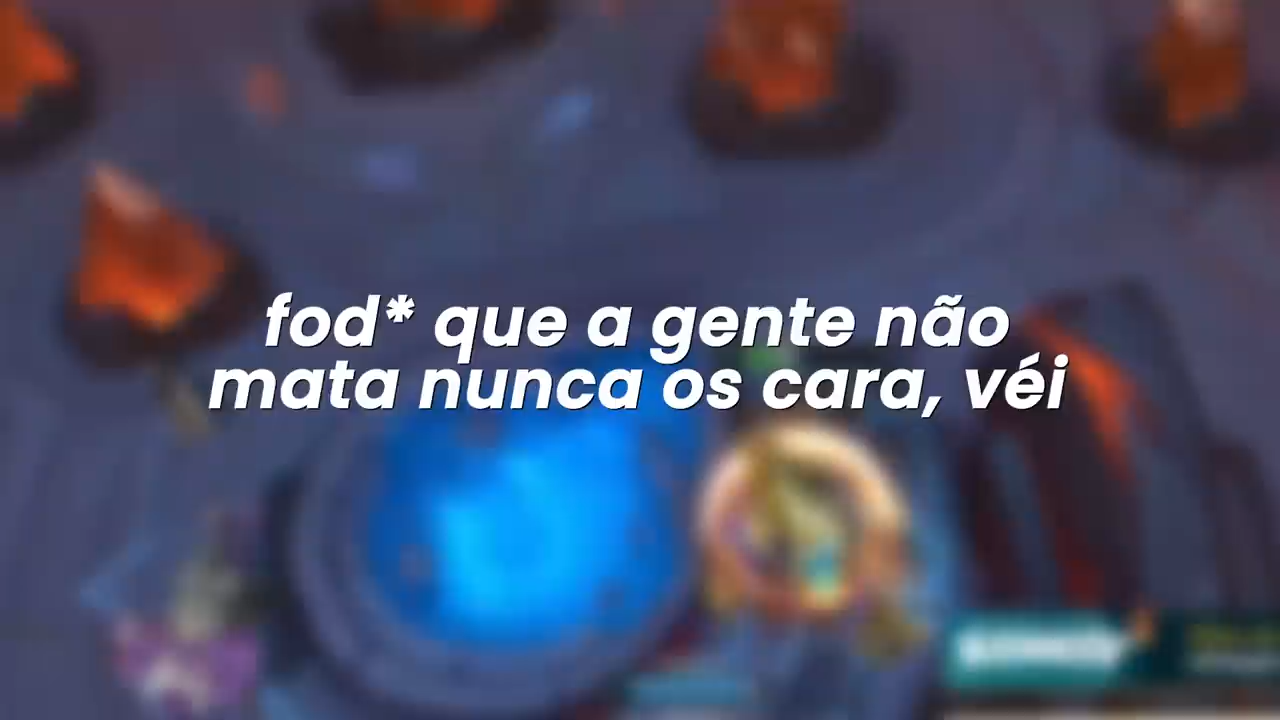 fod* que a gente não
mata nunca os cara, véi